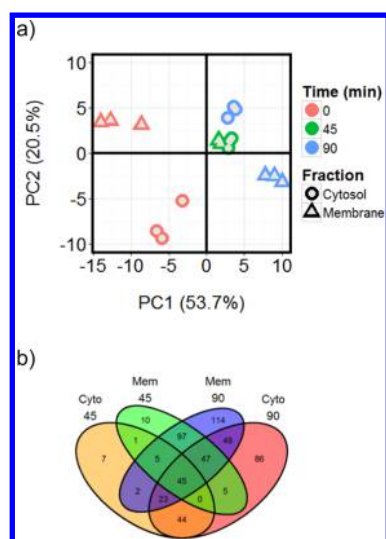 a)
10
5
0
-5
-10
PC2 (20.5%)
-15 -10 -5 0 5 10
PC1 (53.7%)
Time (min)
0
45
90
Fraction
Cytosol
Membrane
b)
Mem Mem
Cyto 45 90 Cyto
45 90
10 114
1 97 49
7 5 47 86
45
2 5
23 0
44